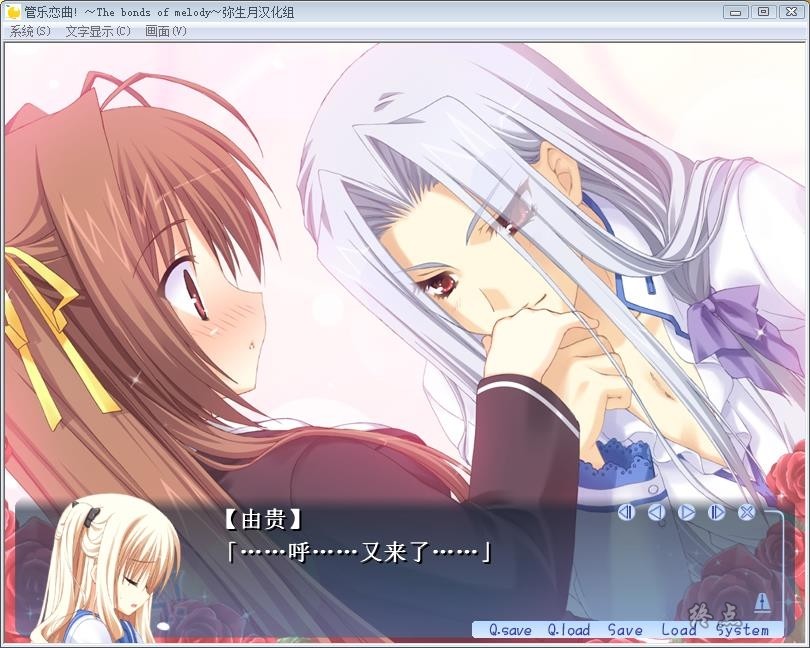 管乐恋曲! ～The bonds of melody～弥生月汉化组
系统(S) 文字显示(C) 画面(V)
【由贵】
「……呼……又来了……」
终点
Q.save Q.load Save Load System